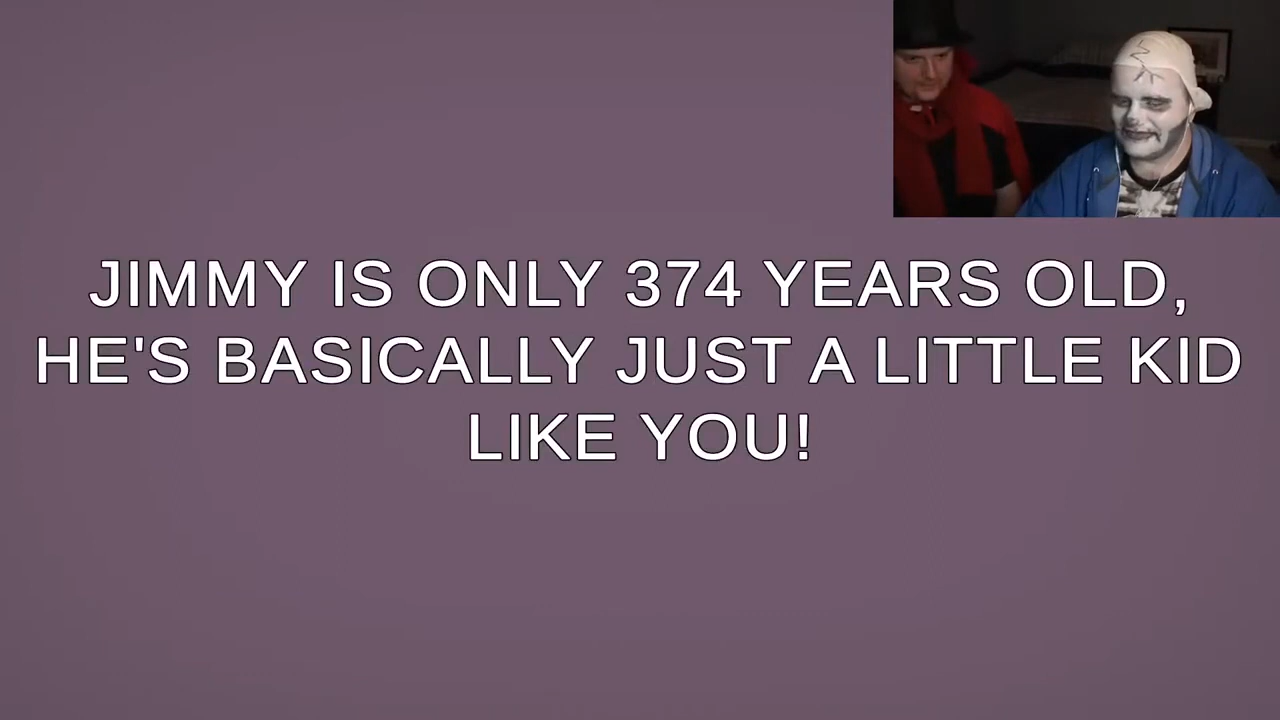 JIMMY IS ONLY 374 YEARS OLD,
HE'S BASICALLY JUST A LITTLE KID
LIKE YOU!